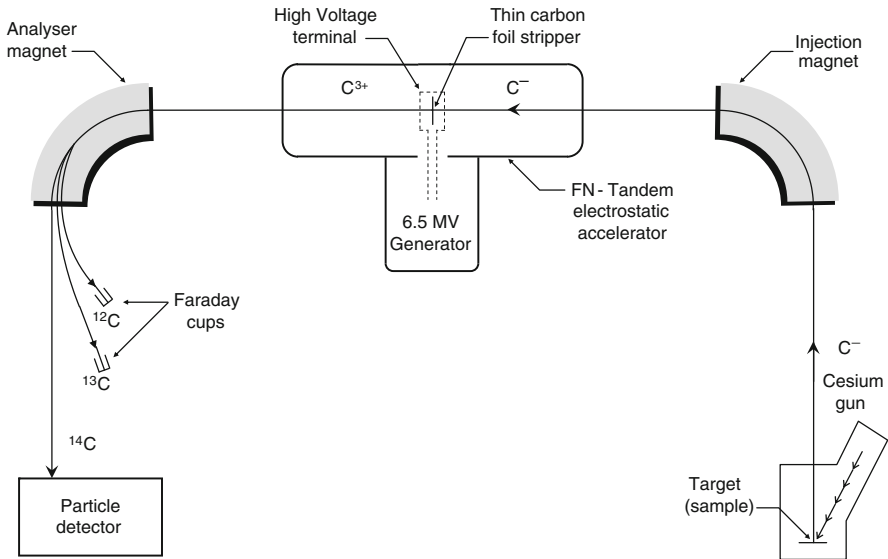 Analyser
magnet
High Voltage
terminal
Thin carbon
foil stripper
Injection
magnet
C³⁺
C⁻
FN - Tandem
electrostatic
accelerator
6.5 MV
Generator
Faraday
cups
¹²C
¹³C
¹⁴C
Particle
detector
C⁻
Cesium
gun
Target
(sample)